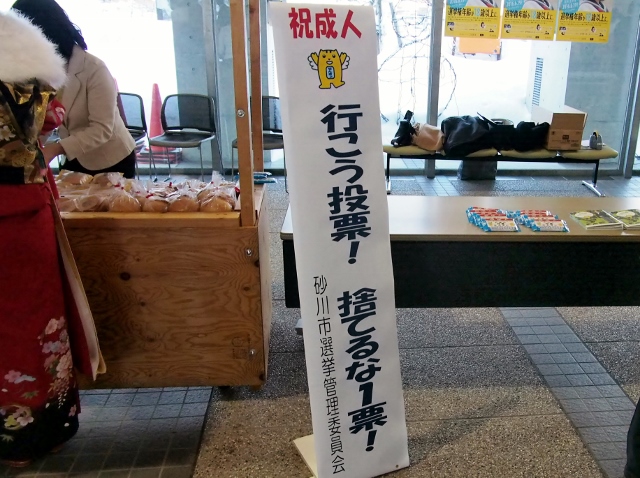 祝成人
行こう投票!
捨てるな1票!
砂川市選挙管理委員会